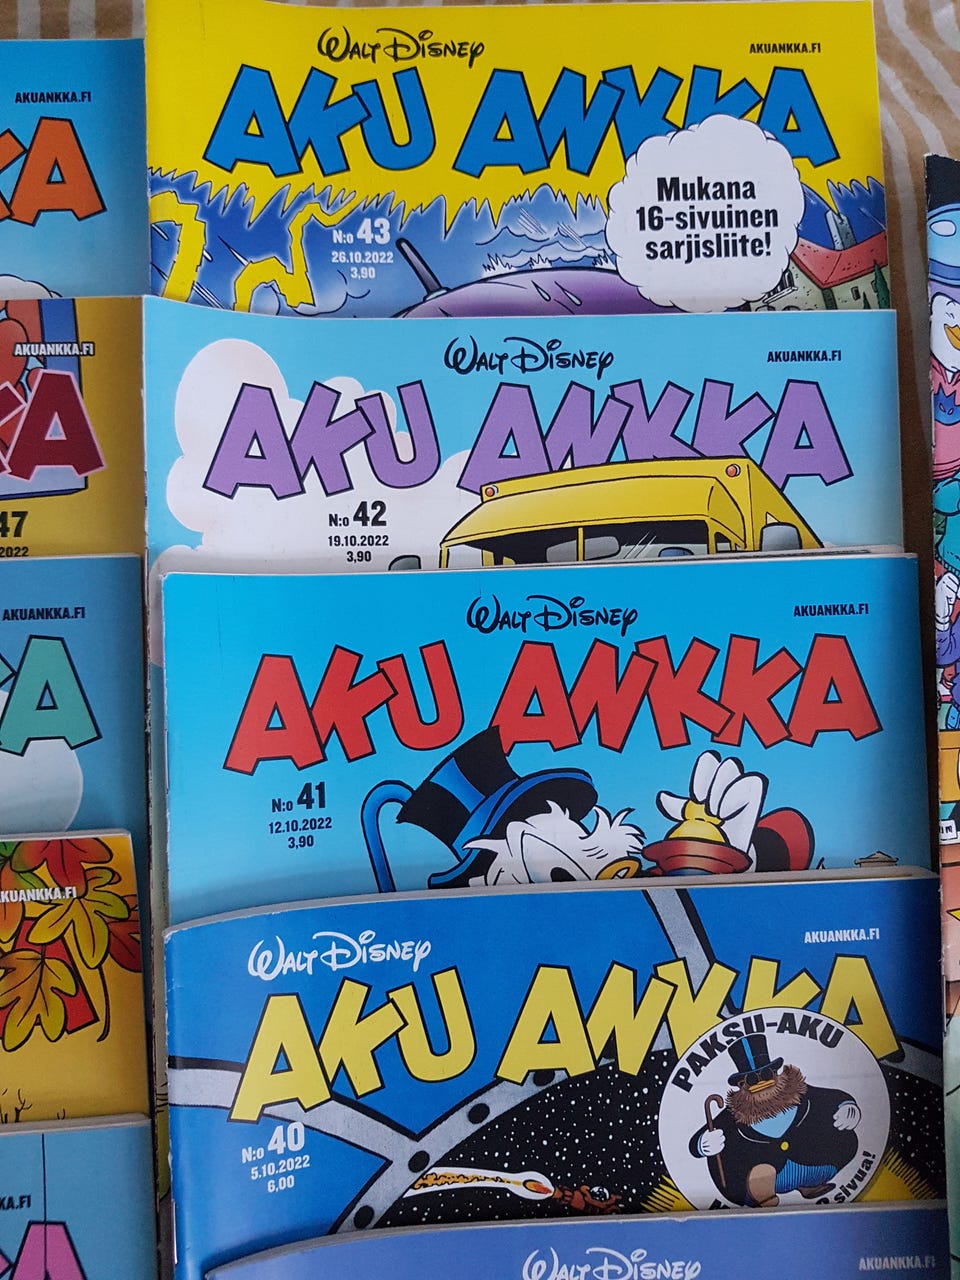 WALT DISNEY
AKUANKKA.FI
AKU ANKKA
Mukana
16-sivuinen
sarjisliite!
N:o 43
26.10.2022
3,90
WALT DISNEY
AKUANKKA.FI
AKU ANKKA
N:o 42
19.10.2022
3,90
WALT DISNEY
AKUANKKA.FI
AKU ANKKA
N:o 41
12.10.2022
3,90
WALT DISNEY
AKUANKKA.FI
AKU ANKKA
PAKSU-AKU
sivua!
N:o 40
5.10.2022
6,00
WALT DISNEY
AKUANKKA.FI
AKUANKKA.FI
KA
AKUANKKA.FI
KA
47
2022
AKUANKKA.FI
KA
KUANKKA.FI
KA.FI
A